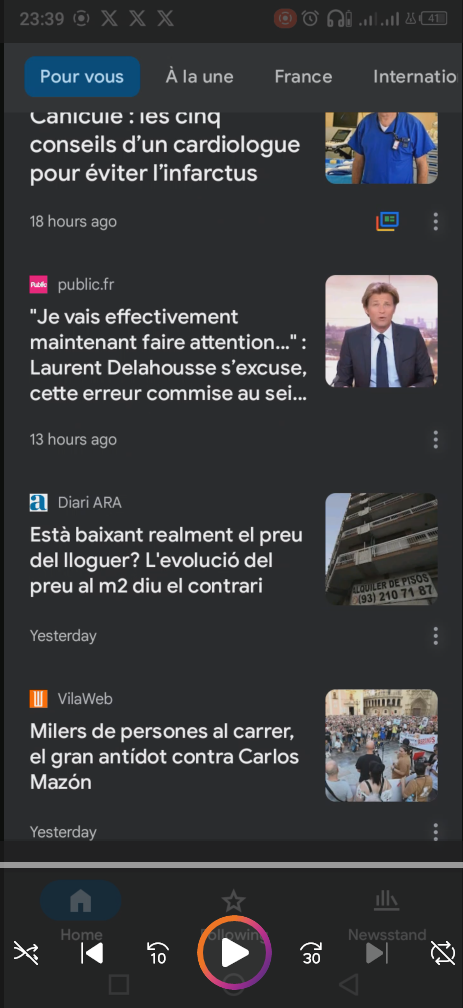 23:39
41
Pour vous
À la une
France
Internatio
Canicule : les cinq
conseils d'un cardiologue
pour éviter l'infarctus
18 hours ago
Public
public.fr
"Je vais effectivement
maintenant faire attention..." :
Laurent Delahousse s'excuse,
cette erreur commise au sei...
13 hours ago
a
Diari ARA
Està baixant realment el preu
del lloguer? L'evolució del
preu al m2 diu el contrari
ALQUILER DE PISOS
(93) 210 71 87
Yesterday
VilaWeb
Milers de persones al carrer,
el gran antídot contra Carlos
Mazón
Yesterday
Home
Following
Newsstand
10
30